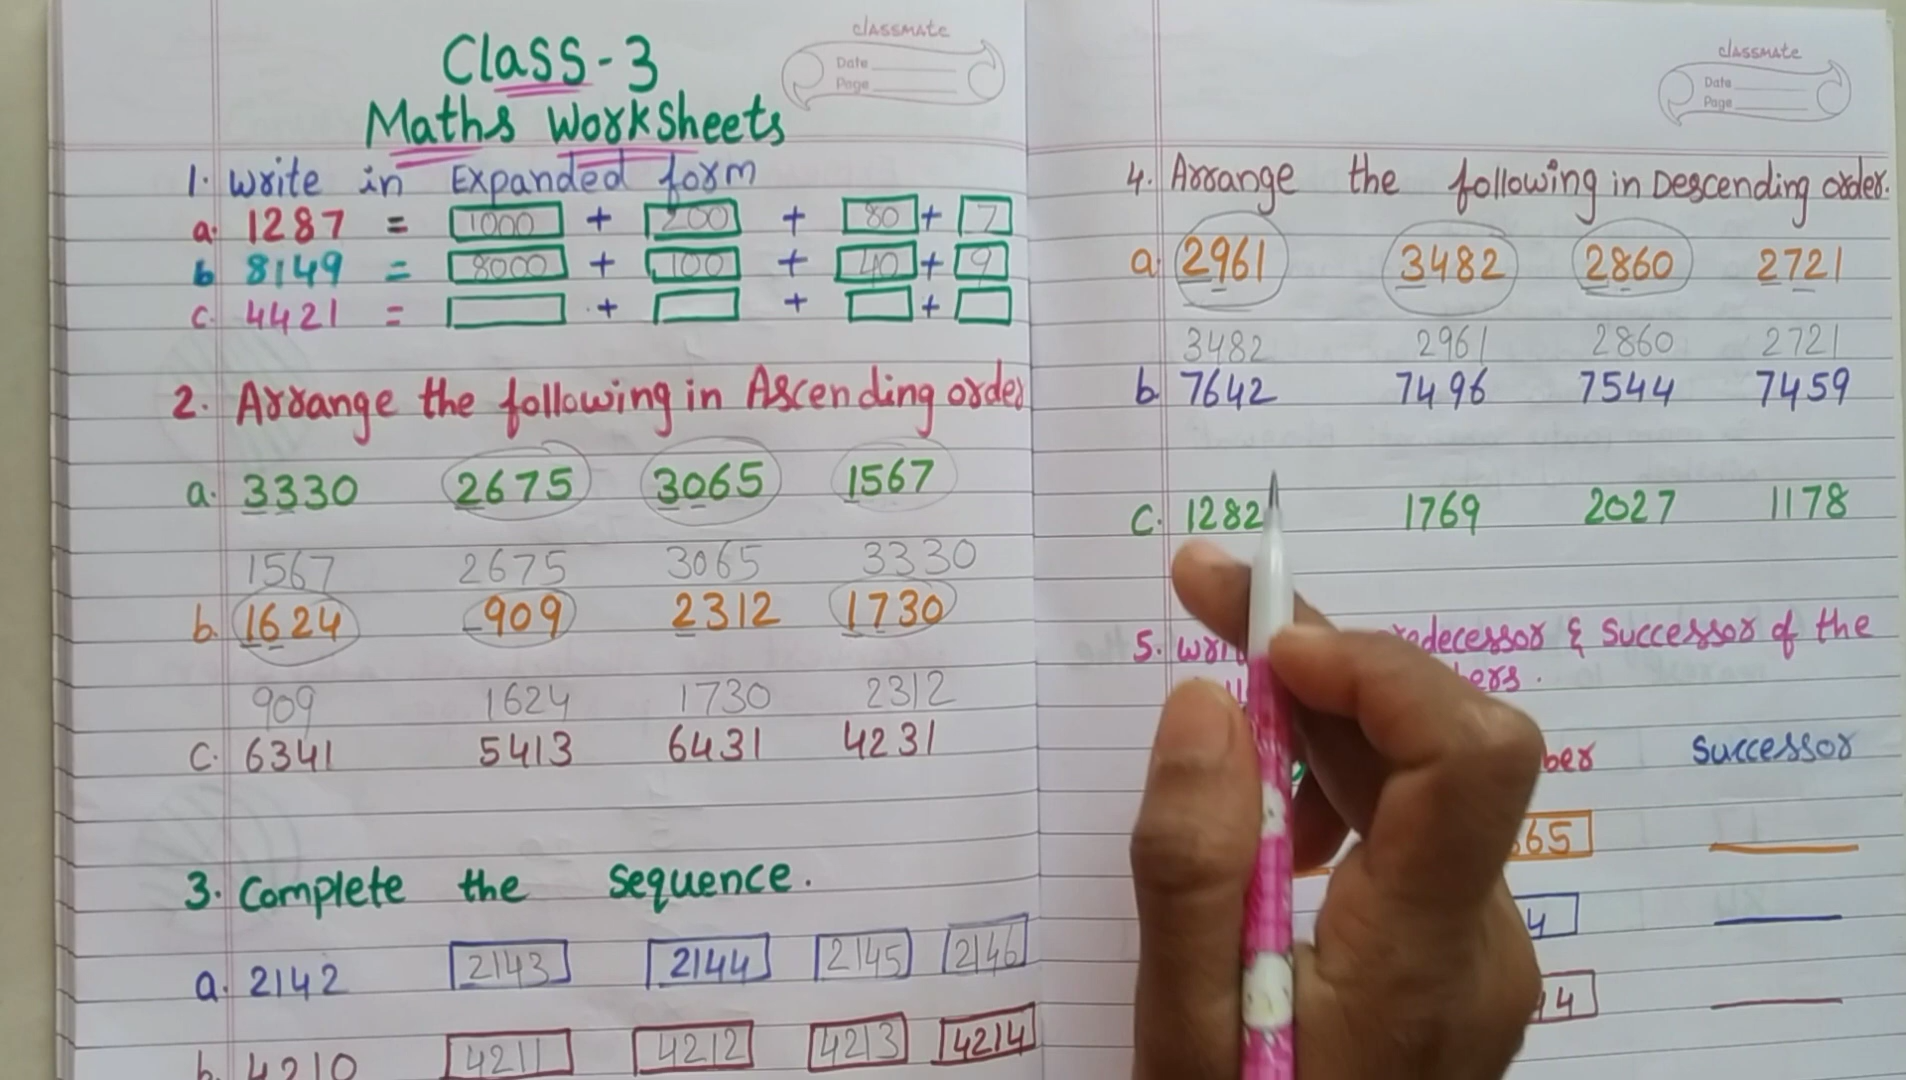 classmate
Date
Page
Class-3
Maths Worksheets
1. Write in Expanded form
a. 1287 = 1000 + 200 + 80 + 7
b 8149 = 8000 + 100 + 40 + 9
c. 4421 = + + +
2. Arrange the following in Ascending order
a. 3330 2675 3065 1567
1567 2675 3065 3330
b. 1624 909 2312 1730
909 1624 1730 2312
c. 6341 5413 6431 4231
3. Complete the sequence.
a. 2142 2143 2144 2145 2146
b. 4210 4211 4212 4213 4214
classmate
Date
Page
4. Arrange the following in Descending order.
a 2961 3482 2860 2721
3482 2961 2860 2721
b. 7642 7496 7544 7459
c. 1282 1769 2027 1178
5. successor of the
Successor